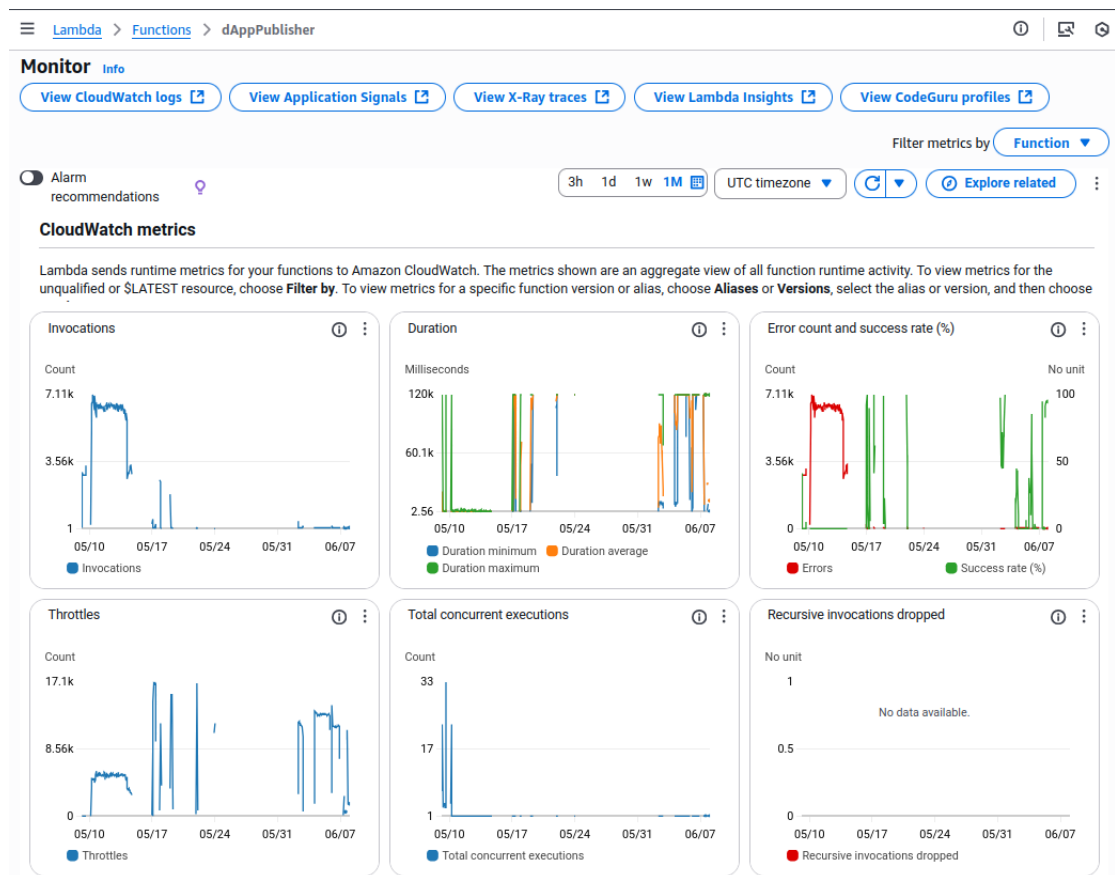 Lambda > Functions > dAppPublisher
Monitor Info
View CloudWatch logs View Application Signals View X-Ray traces View Lambda Insights View CodeGuru profiles
Filter metrics by Function
Alarm recommendations
3h 1d 1w 1M UTC timezone Explore related
CloudWatch metrics
Lambda sends runtime metrics for your functions to Amazon CloudWatch. The metrics shown are an aggregate view of all function runtime activity. To view metrics for the
unqualified or $LATEST resource, choose Filter by. To view metrics for a specific function version or alias, choose Aliases or Versions, select the alias or version, and then choose
Invocations
Count
7.11k
3.56k
1
05/10 05/17 05/24 05/31 06/07
Invocations
Duration
Milliseconds
120k
60.1k
2.56
05/10 05/17 05/24 05/31 06/07
Duration minimum Duration average
Duration maximum
Error count and success rate (%)
Count No unit
7.11k 100
3.56k 50
0 0
05/10 05/17 05/24 05/31 06/07
Errors Success rate (%)
Throttles
Count
17.1k
8.56k
0
05/10 05/17 05/24 05/31 06/07
Throttles
Total concurrent executions
Count
33
17
1
05/10 05/17 05/24 05/31 06/07
Total concurrent executions
Recursive invocations dropped
No unit
1
No data available.
0.5
0
05/10 05/17 05/24 05/31 06/07
Recursive invocations dropped